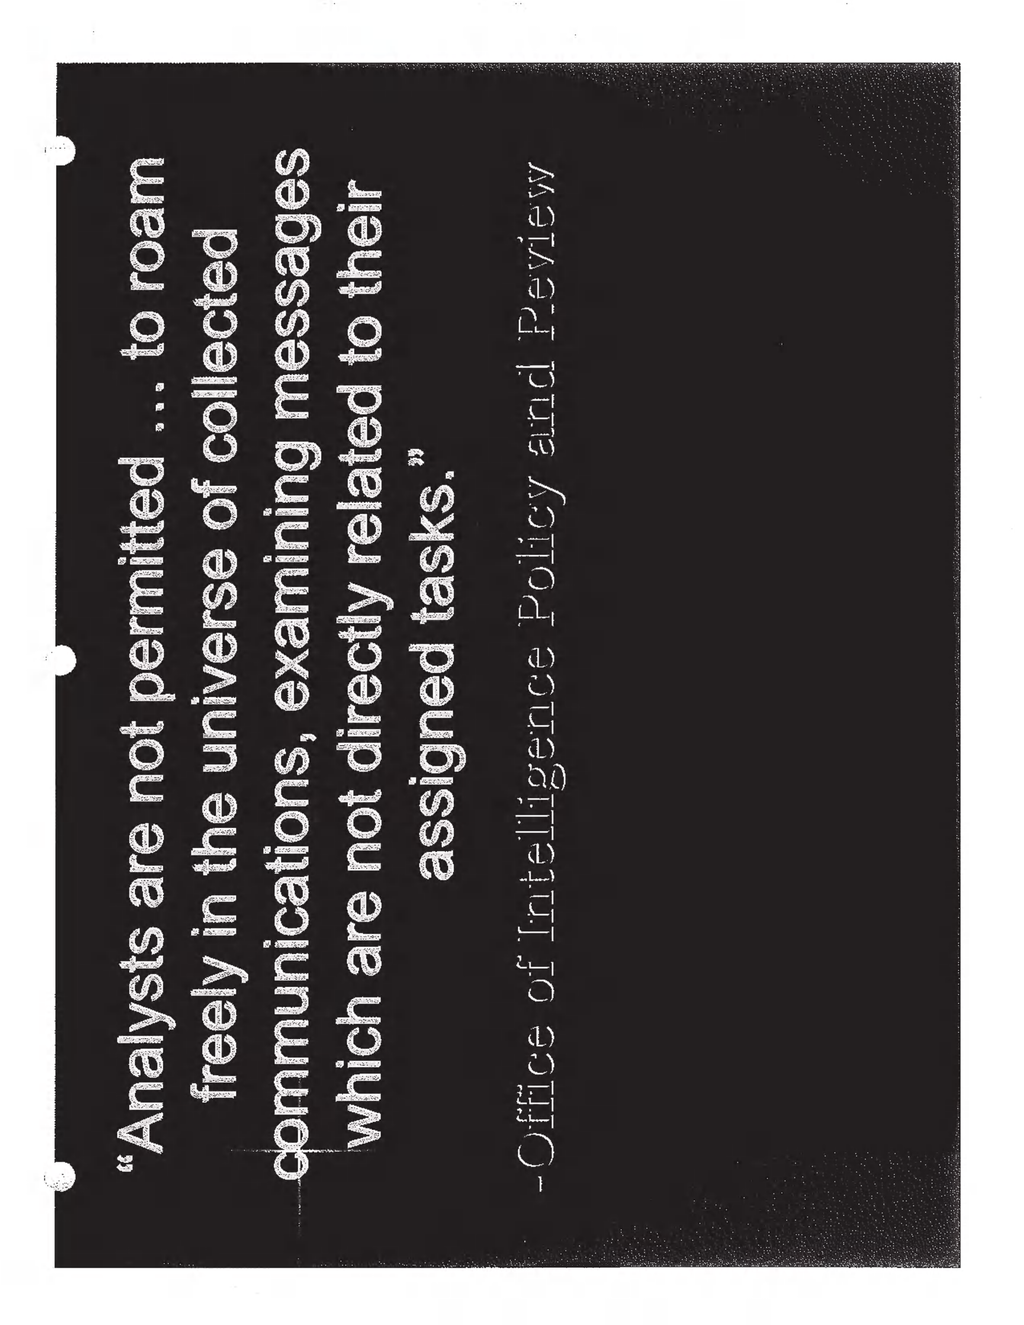 “Analysts are not permitted ... to roam
freely in the universe of collected
communications, examining messages
which are not directly related to their
assigned tasks.”
-Office of Intelligence Policy and Review